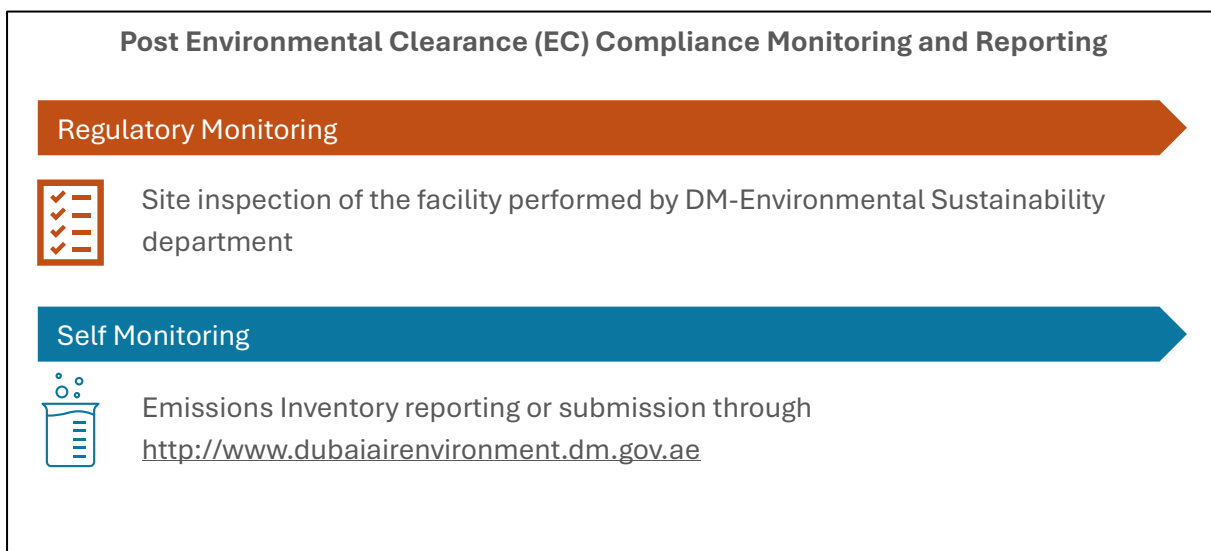 Post Environmental Clearance (EC) Compliance Monitoring and Reporting
Regulatory Monitoring
Site inspection of the facility performed by DM-Environmental Sustainability
department
Self Monitoring
Emissions Inventory reporting or submission through
http://www.dubaiairenvironment.dm.gov.ae